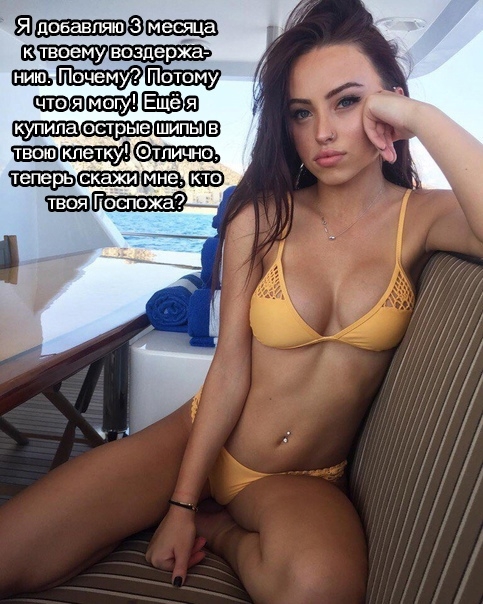 Я добавляю 3 месяца
к твоему воздержа-
нию. Почему? Потому
что я могу! Ещё я
купила острые шипы в
твою клетку! Отлично,
теперь скажи мне, кто
твоя Госпожа?